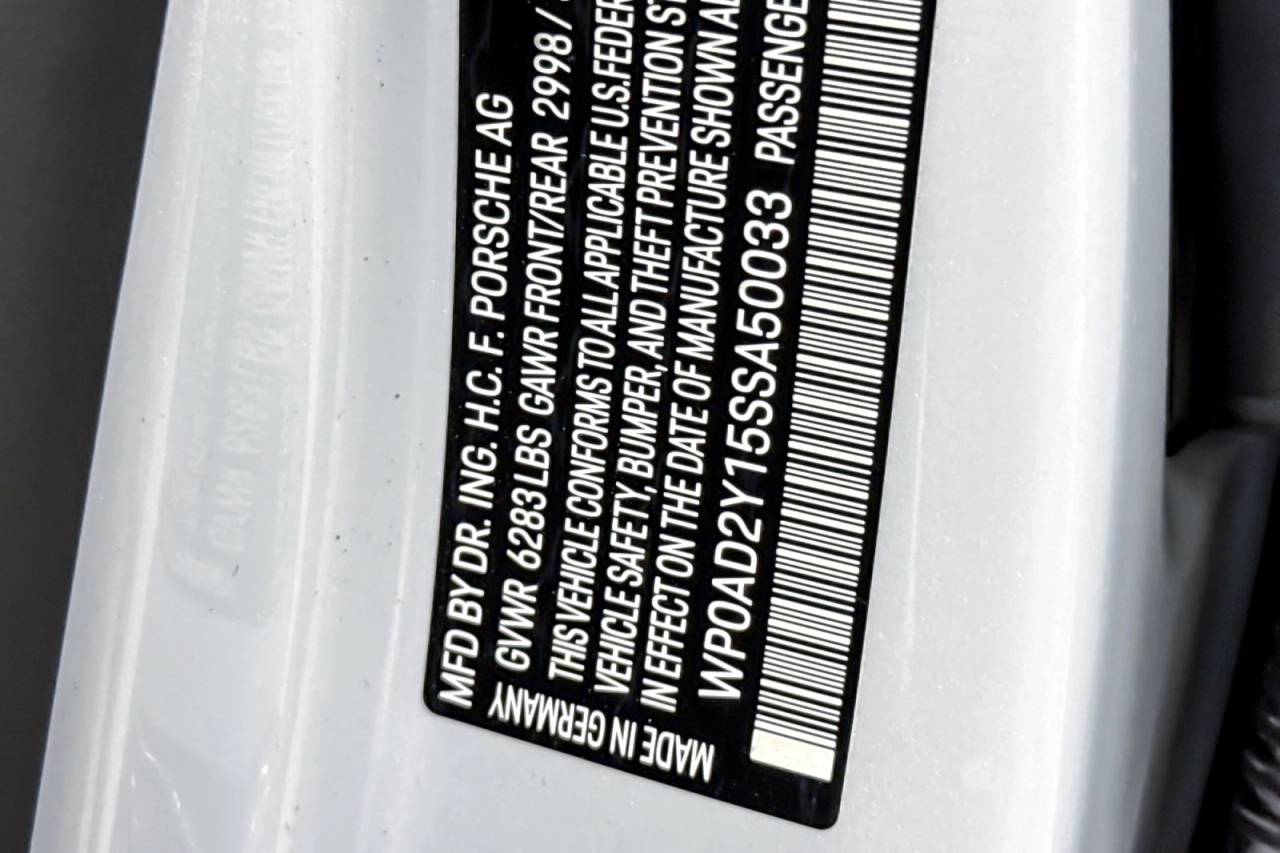 MFD BY DR. ING. H.C. F. PORSCHE AG
GVWR 6283 LBS GAWR FRONT/REAR 2998 /
THIS VEHICLE CONFORMS TO ALL APPLICABLE U.S. FEDER
VEHICLE SAFETY, BUMPER, AND THEFT PREVENTION ST
IN EFFECT ON THE DATE OF MANUFACTURE SHOWN AB
WP0AD2Y15SSA50033 PASSENGE
MADE IN GERMANY